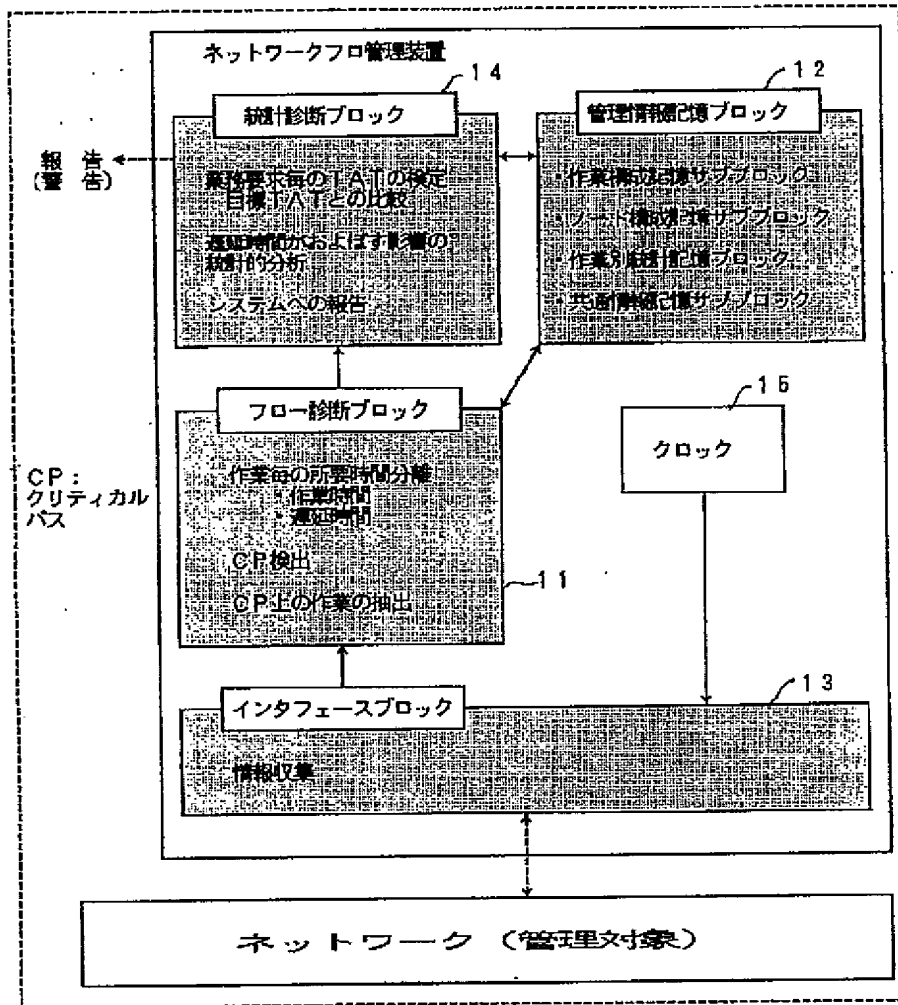 ネットワークフロ管理装置
14
統計診断ブロック
業務要求毎のTATの検定
目標TATとの比較
遅延時間がおよぼす影響の
統計的分析
システムへの報告
報告
(警告)
12
管理情報記憶ブロック
・作業構成記憶サブブロック
・ノード構成記憶サブブロック
・作業別統計記憶ブロック
・共通情報記憶サブブロック
フロー診断ブロック
作業毎の所要時間分離
・作業時間
・遅延時間
CP検出
CP上の作業の抽出
11
CP:
クリティカル
パス
15
クロック
インタフェースブロック
13
情報収集
ネットワーク(管理対象)